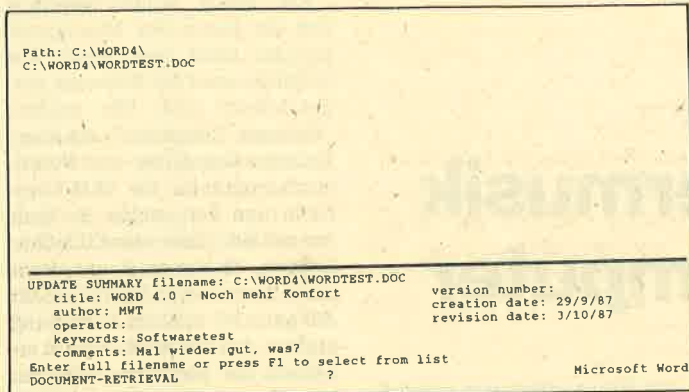 Path: C:\WORD4\
C:\WORD4\WORDTEST.DOC
UPDATE SUMMARY filename: C:\WORD4\WORDTEST.DOC
title: WORD 4.0 - Noch mehr Komfort
version number:
author: MWT
creation date: 29/9/87
operator:
revision date: 3/10/87
keywords: Softwaretest
comments: Mal wieder gut, was?
Enter full filename or press F1 to select from list
DOCUMENT-RETRIEVAL ? Microsoft Word